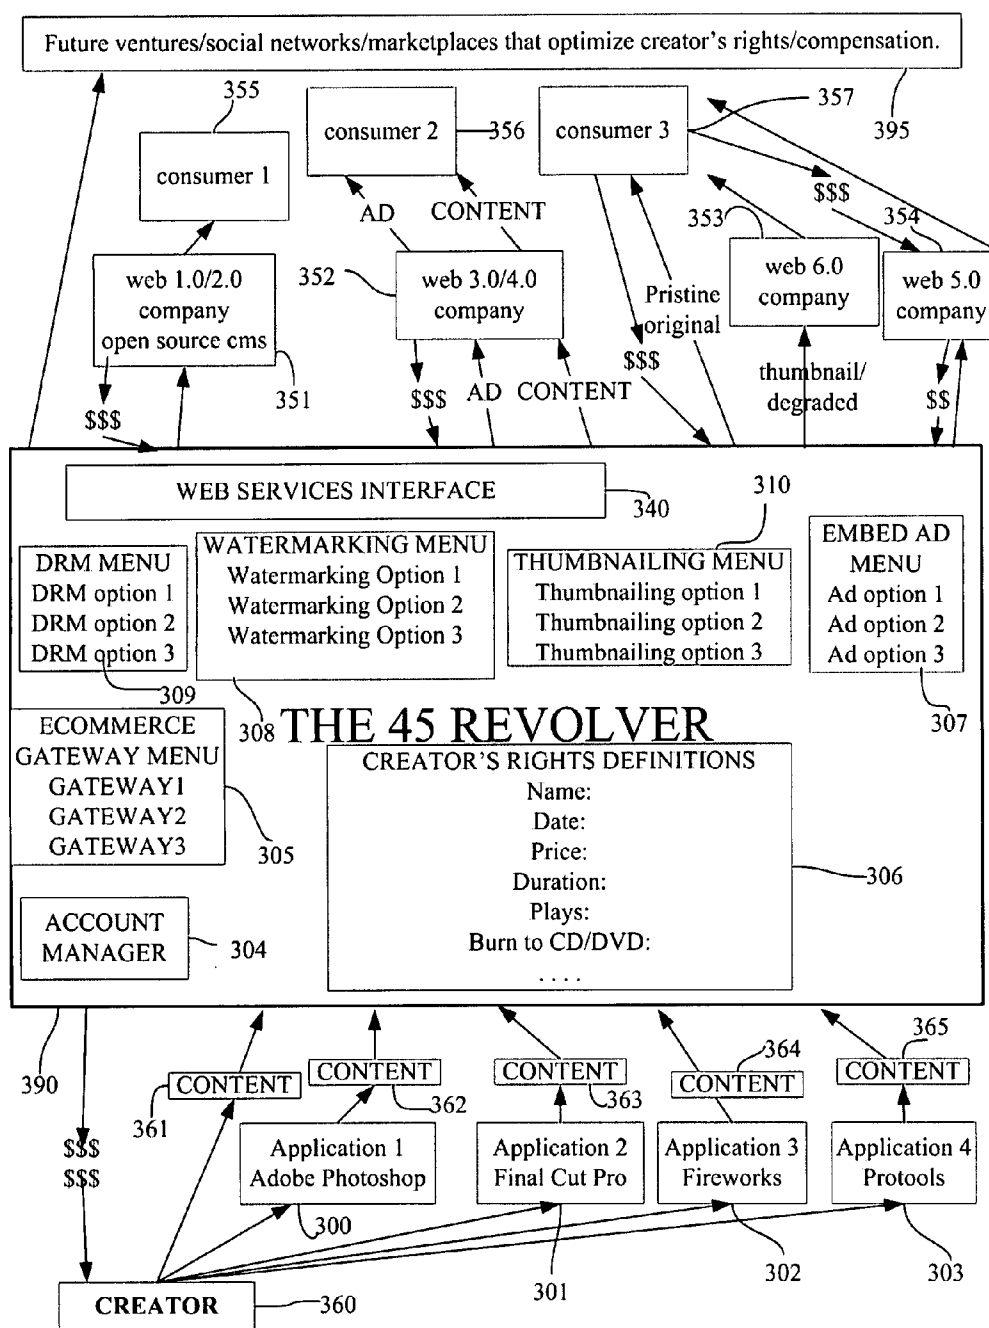 Future ventures/social networks/marketplaces that optimize creator's rights/compensation.
355
357
395
consumer 1
consumer 2
356
consumer 3
AD
CONTENT
$$$
353
354
352
web 1.0/2.0
company
open source cms
web 3.0/4.0
company
Pristine
original
web 6.0
company
web 5.0
company
$$$
351
$$$
AD
CONTENT
$$$
thumbnail/
degraded
$$
WEB SERVICES INTERFACE
340
310
DRM MENU
DRM option 1
DRM option 2
DRM option 3
309
WATERMARKING MENU
Watermarking Option 1
Watermarking Option 2
Watermarking Option 3
308
THUMBNAILING MENU
Thumbnailing option 1
Thumbnailing option 2
Thumbnailing option 3
EMBED AD
MENU
Ad option 1
Ad option 2
Ad option 3
307
THE 45 REVOLVER
ECOMMERCE
GATEWAY MENU
GATEWAY1
GATEWAY2
GATEWAY3
305
CREATOR'S RIGHTS DEFINITIONS
Name:
Date:
Price:
Duration:
Plays:
Burn to CD/DVD:
. . . .
306
ACCOUNT
MANAGER
304
390
361
CONTENT
CONTENT
362
CONTENT
363
CONTENT
364
CONTENT
365
$$$
$$$
Application 1
Adobe Photoshop
300
Application 2
Final Cut Pro
301
Application 3
Fireworks
302
Application 4
Protools
303
CREATOR
360